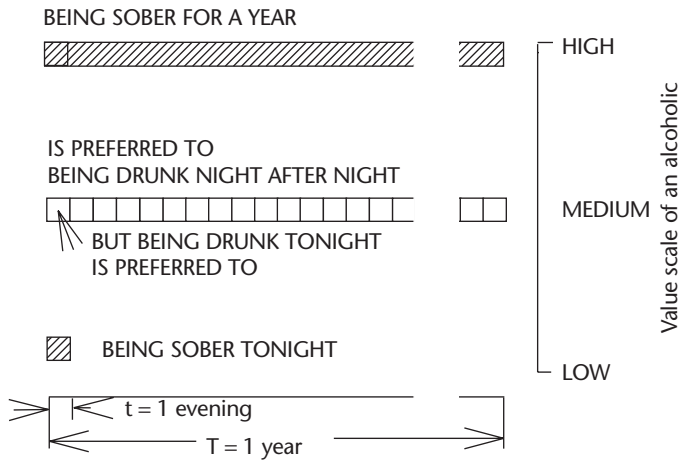 BEING SOBER FOR A YEAR
HIGH
IS PREFERRED TO
BEING DRUNK NIGHT AFTER NIGHT
MEDIUM
BUT BEING DRUNK TONIGHT
IS PREFERRED TO
BEING SOBER TONIGHT
LOW
Value scale of an alcoholic
t = 1 evening
T = 1 year